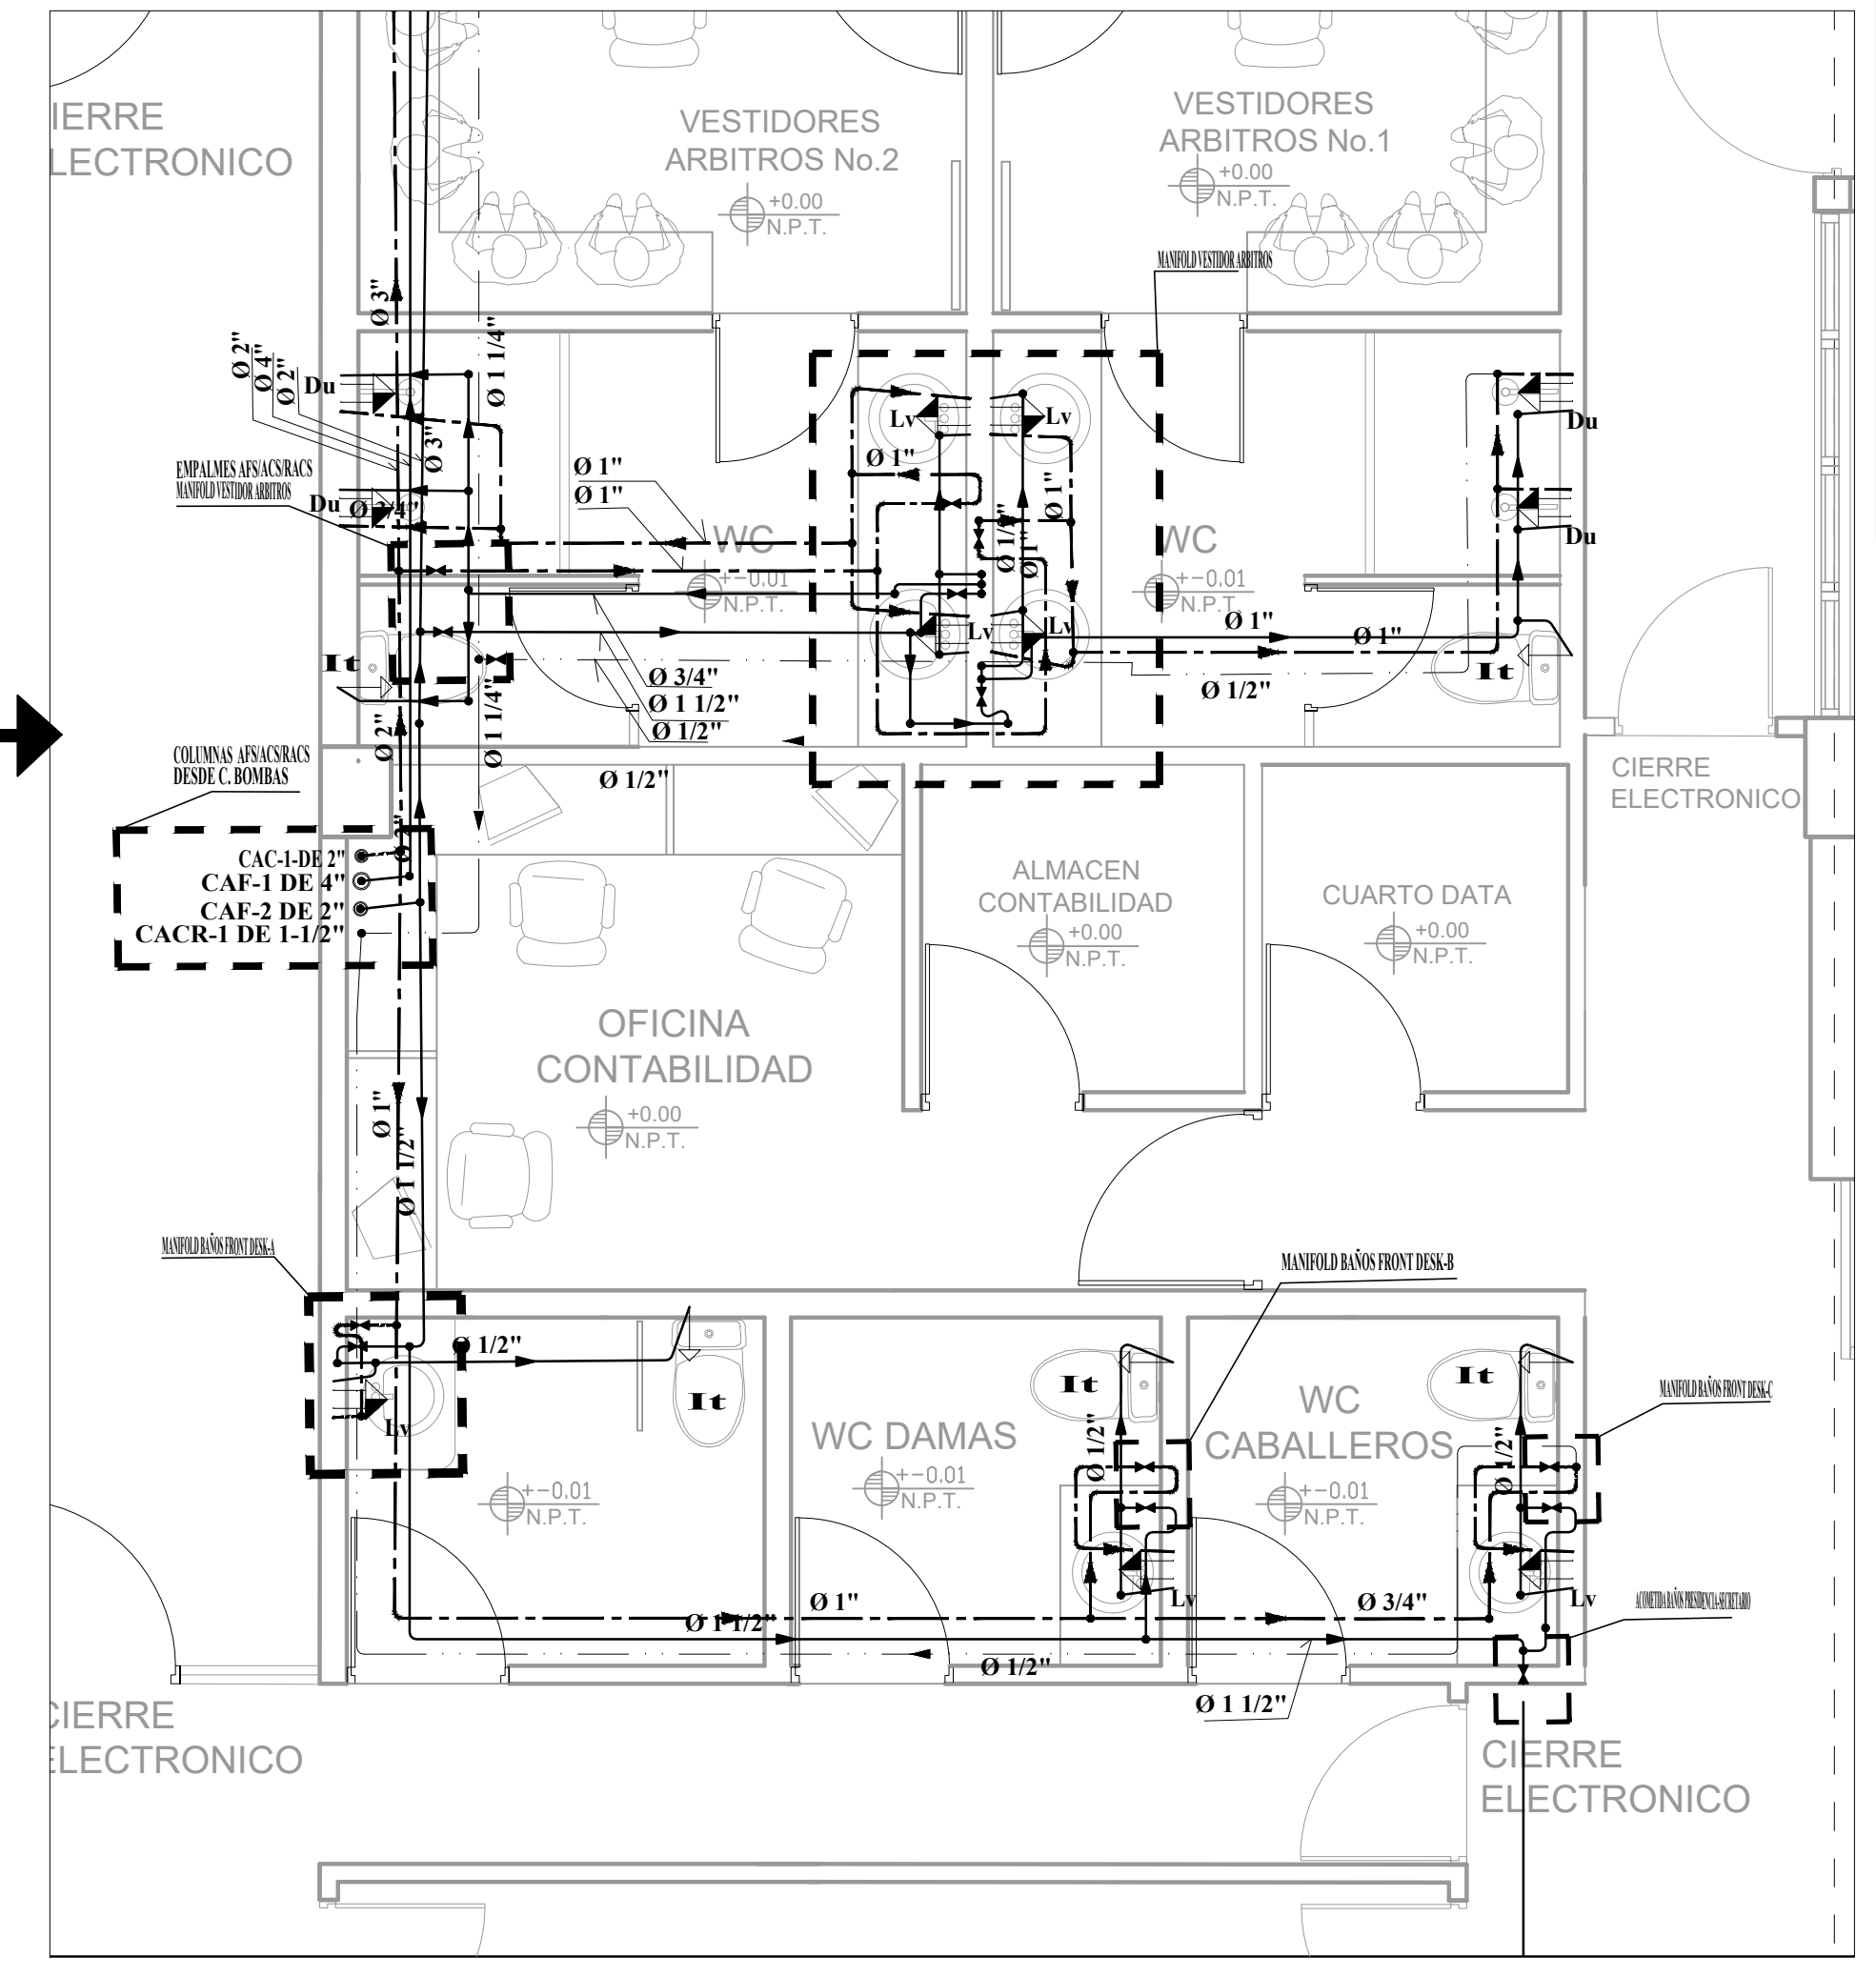 IERRE
LECTRONICO
VESTIDORES
ARBITROS No.2
+0.00
N.P.T.
VESTIDORES
ARBITROS No.1
+0.00
N.P.T.
MANIFOLD VESTIDOR ARBITROS
Ø 3"
Ø 2"
Ø 4"
Ø 2"
Ø 1 1/4"
Du
Ø 3"
EMPALMES AFS/ACS/RACS
MANIFOLD VESTIDOR ARBITROS
Du
Ø 3/4"
Ø 1"
Ø 1"
WC
+-0.01
N.P.T.
Lv
Lv
Ø 1"
Ø 1"
Ø 1/2"
Ø 1"
Lv
Lv
WC
+-0.01
N.P.T.
Du
Du
Ø 1"
Ø 1"
Ø 1/2"
It
It
Ø 3/4"
Ø 1 1/2"
Ø 1/2"
Ø 1/2"
Ø 2"
Ø 1 1/4"
COLUMNAS AFS/ACS/RACS
DESDE C. BOMBAS
Ø 2"
CAC-1-DE 2"
CAF-1 DE 4"
CAF-2 DE 2"
CACR-1 DE 1-1/2"
CIERRE
ELECTRONICO
ALMACEN
CONTABILIDAD
+0.00
N.P.T.
CUARTO DATA
+0.00
N.P.T.
OFICINA
CONTABILIDAD
+0.00
N.P.T.
Ø 1"
Ø 1 1/2"
MANIFOLD BAÑOS FRONT DESK-A
MANIFOLD BAÑOS FRONT DESK-B
MANIFOLD BAÑOS FRONT DESK-C
Ø 1/2"
Lv
It
+-0.01
N.P.T.
WC DAMAS
+-0.01
N.P.T.
It
Ø 1/2"
Lv
WC
CABALLEROS
+-0.01
N.P.T.
It
Ø 1/2"
Lv
ACOMETIDA BAÑOS PRESIDENCIA-SECRETARIO
Ø 1 1/2"
Ø 1"
Ø 3/4"
Ø 1/2"
Ø 1 1/2"
CIERRE
ELECTRONICO
CIERRE
ELECTRONICO